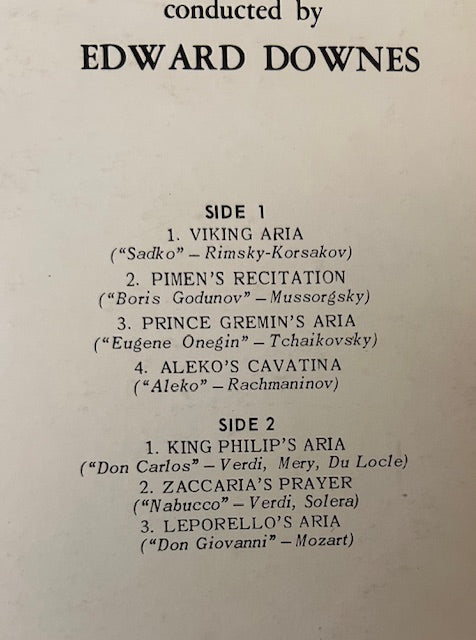 conducted by
EDWARD DOWNES
SIDE 1
1. VIKING ARIA
("Sadko" – Rimsky-Korsakov)
2. PIMEN'S RECITATION
("Boris Godunov" – Mussorgsky)
3. PRINCE GREMIN'S ARIA
("Eugene Onegin" – Tchaikovsky)
4. ALEKO'S CAVATINA
("Aleko" – Rachmaninov)
SIDE 2
1. KING PHILIP'S ARIA
("Don Carlos" – Verdi, Mery, Du Locle)
2. ZACCARIA'S PRAYER
("Nabucco" – Verdi, Solera)
3. LEPORELLO'S ARIA
("Don Giovanni" – Mozart)